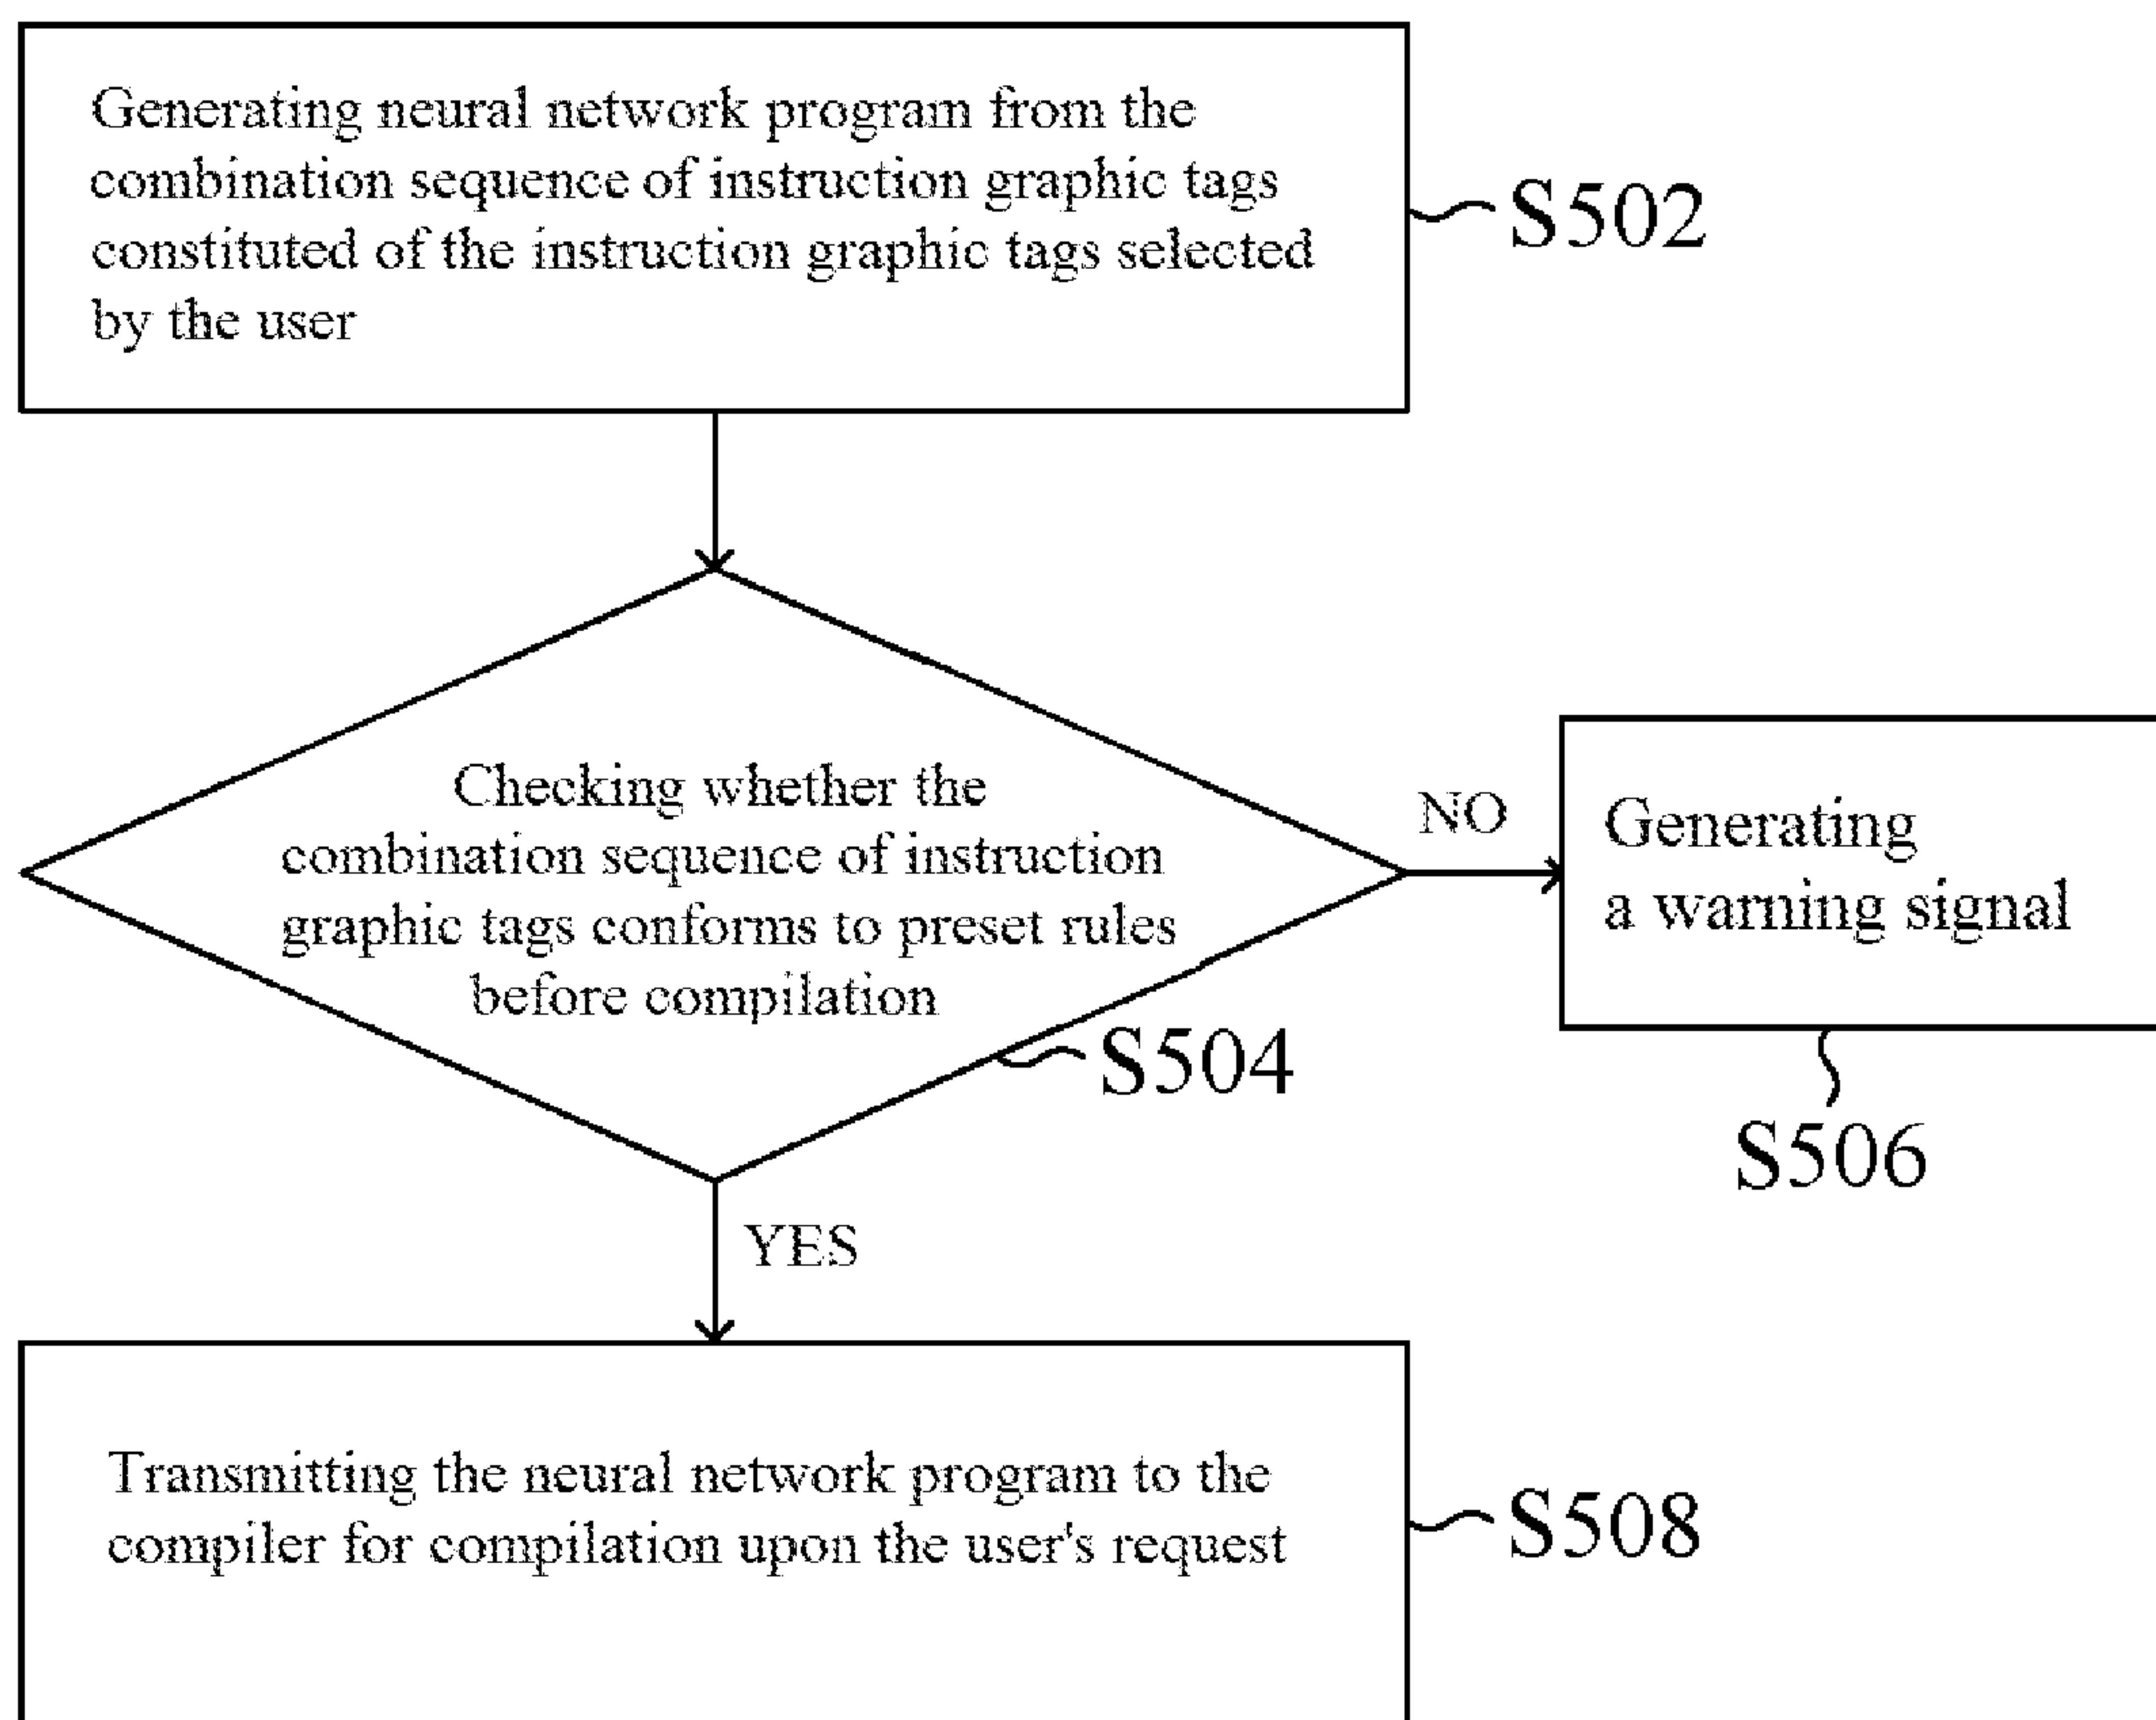 Generating neural network program from the
combination sequence of instruction graphic tags
constituted of the instruction graphic tags selected
by the user
S502
Checking whether the
combination sequence of instruction
graphic tags conforms to preset rules
before compilation
S504
NO
Generating
a warning signal
S506
YES
Transmitting the neural network program to the
compiler for compilation upon the user's request
S508